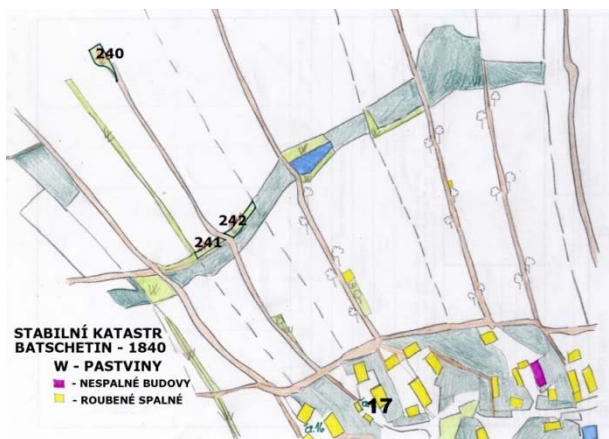 240
242
241
STABILNÍ KATASTR
BATSCHETIN - 1840
W - PASTVINY
- NESPALNÉ BUDOVY
- ROUBENÉ SPALNÉ
17